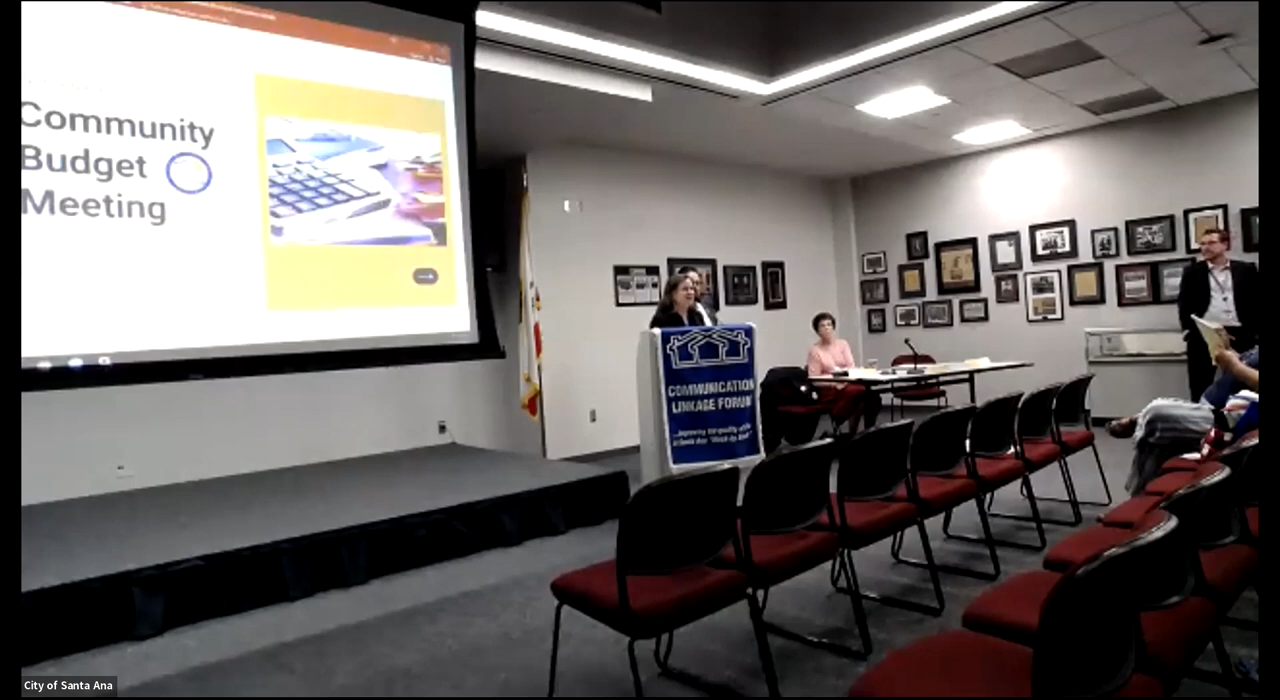 Community
Budget
Meeting
COMMUNICATION
LINKAGE FORUM
City of Santa Ana